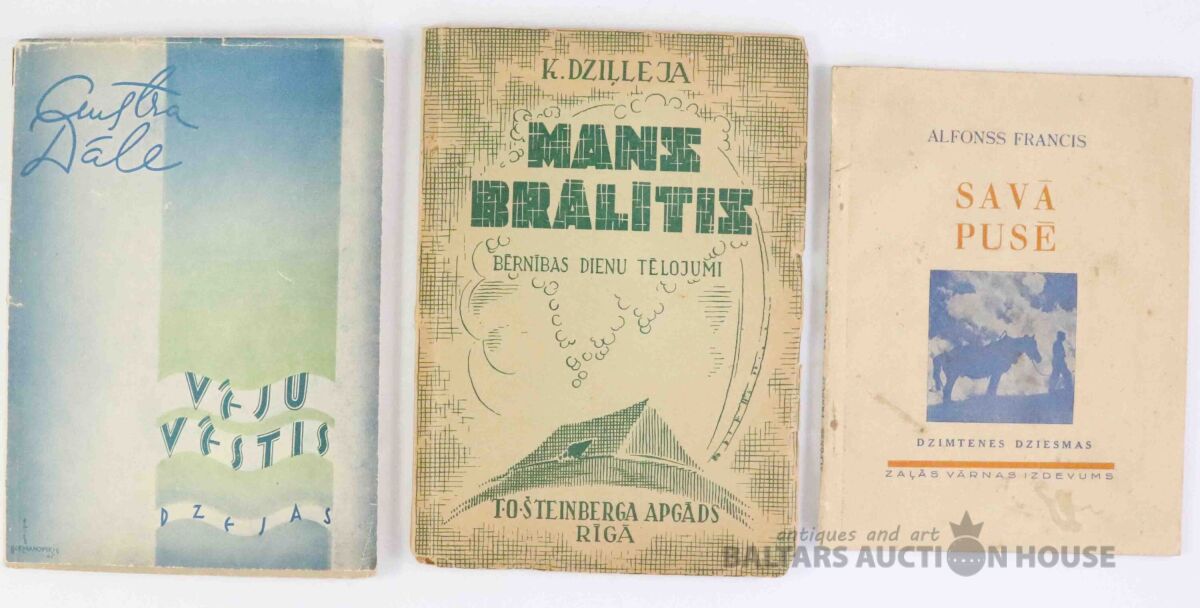 Austra
Dāle
VĒJU
VĒSTIS
DZEJAS
K. DZIĻLEJA
MANS
BRĀLĪTIS
BĒRNĪBAS DIENU TĒLOJUMI
T·O·ŠTEINBERGA APGĀDS
RĪGĀ
ALFONSS FRANCIS
SAVĀ
PUSĒ
DZIMTENES DZIESMAS
ZAĻĀS VĀRNAS IZDEVUMS
antiques and art
BALTARS AUCTION HOUSE